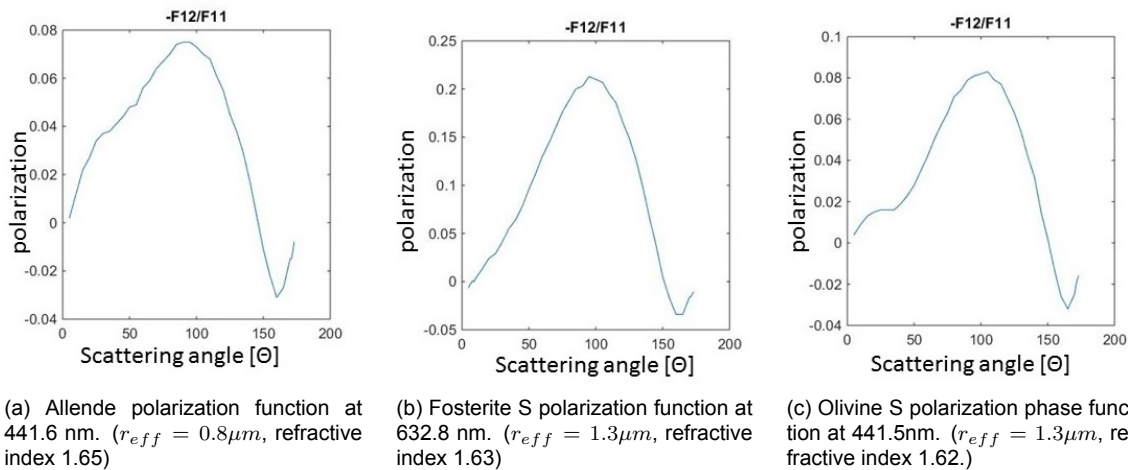 -F12/F11
0.08
0.06
0.04
0.02
0
-0.02
-0.04
0
50
100
150
200
polarization
Scattering angle [Θ]
(a) Allende polarization function at
441.6 nm. (r_eff = 0.8μm, refractive
index 1.65)
-F12/F11
0.25
0.2
0.15
0.1
0.05
0
-0.05
0
50
100
150
200
polarization
Scattering angle [Θ]
(b) Fosterite S polarization function at
632.8 nm. (r_eff = 1.3μm, refractive
index 1.63)
-F12/F11
0.1
0.08
0.06
0.04
0.02
0
-0.02
-0.04
0
50
100
150
200
polarization
Scattering angle [Θ]
(c) Olivine S polarization phase func-
tion at 441.5nm. (r_eff = 1.3μm, re-
fractive index 1.62.)